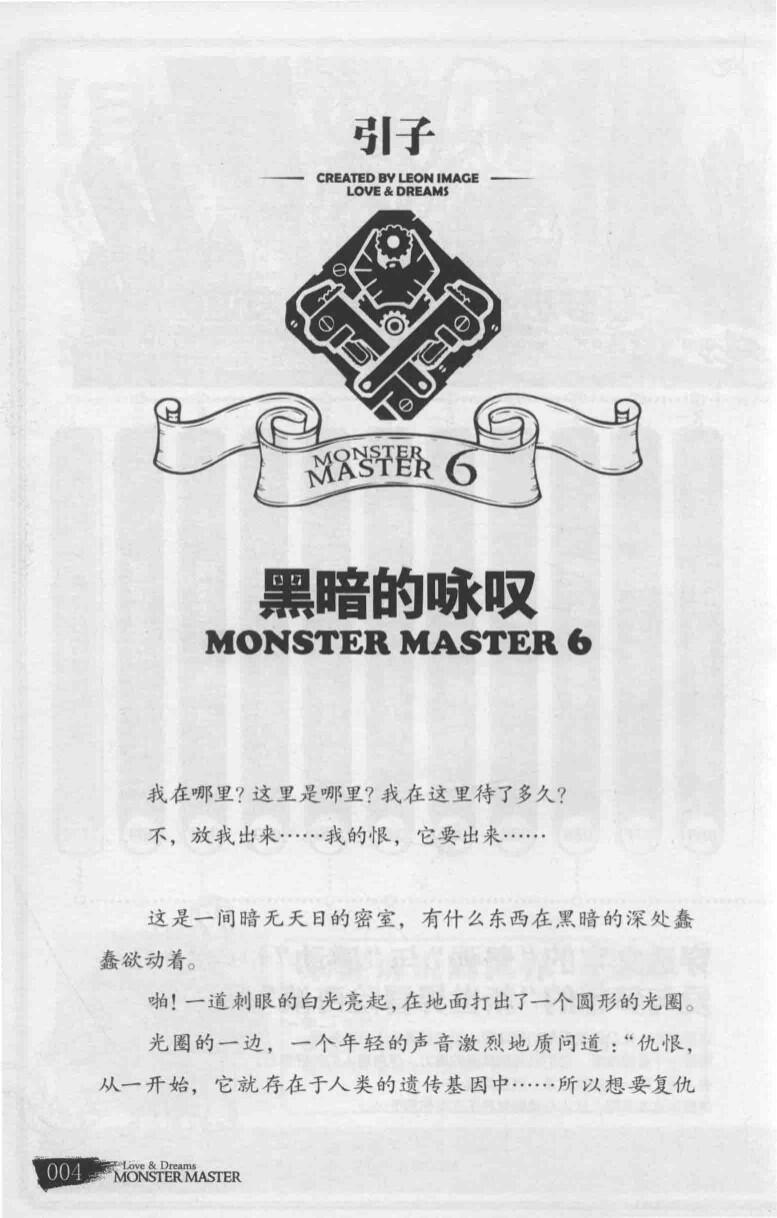 引子
CREATED BY LEON IMAGE
LOVE & DREAMS
MONSTER
MASTER 6
黑暗的咏叹
MONSTER MASTER 6
我在哪里？这里是哪里？我在这里待了多久？
不，放我出来……我的恨，它要出来……
这是一间暗无天日的密室，有什么东西在黑暗的深处蠢
蠢欲动着。
啪！一道刺眼的白光亮起，在地面打出了一个圆形的光圈。
光圈的一边，一个年轻的声音激烈地质问道：“仇恨，
从一开始，它就存在于人类的遗传基因中……所以想要复仇
004
Love & Dreams
MONSTER MASTER